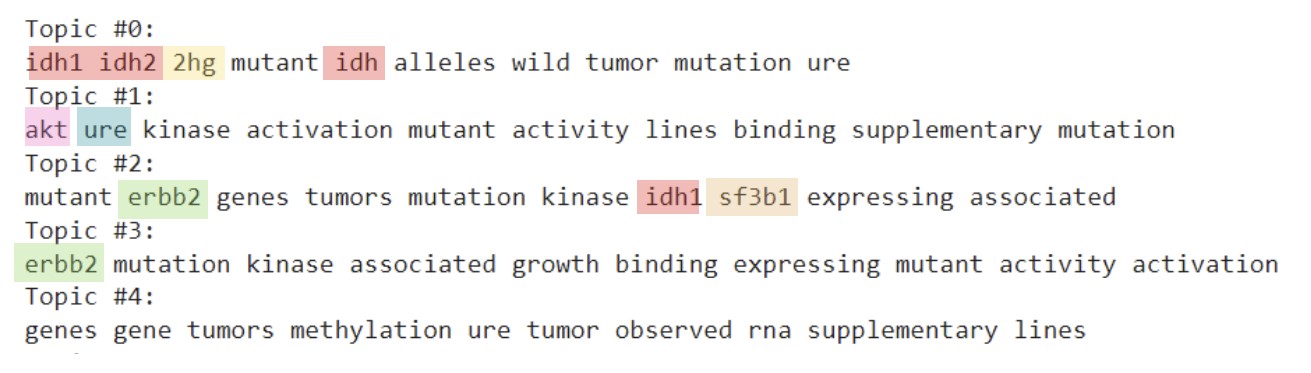 Topic #0:
idh1 idh2 2hg mutant idh alleles wild tumor mutation ure
Topic #1:
akt ure kinase activation mutant activity lines binding supplementary mutation
Topic #2:
mutant erbb2 genes tumors mutation kinase idh1 sf3b1 expressing associated
Topic #3:
erbb2 mutation kinase associated growth binding expressing mutant activity activation
Topic #4:
genes gene tumors methylation ure tumor observed rna supplementary lines